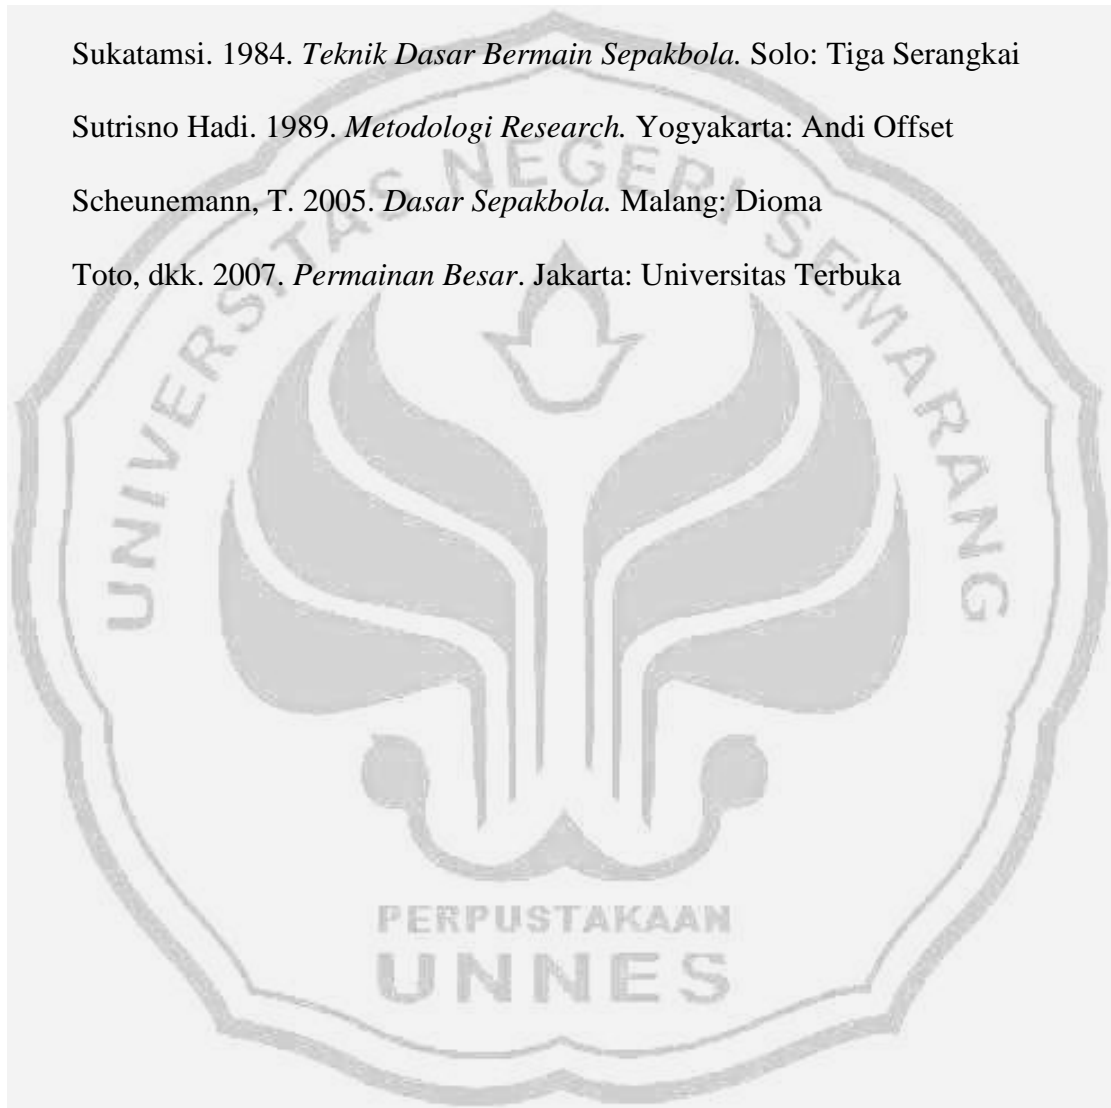 Sukatamsi. 1984. Teknik Dasar Bermain Sepakbola. Solo: Tiga Serangkai
Sutrisno Hadi. 1989. Metodologi Research. Yogyakarta: Andi Offset
Scheunemann, T. 2005. Dasar Sepakbola. Malang: Dioma
Toto, dkk. 2007. Permainan Besar. Jakarta: Universitas Terbuka
UNIVERSITAS NEGERI SEMARANG
PERPUSTAKAAN
UNNES